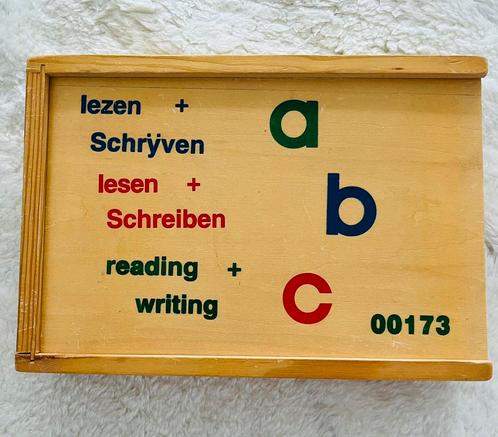 lezen +
Schrÿven
lesen +
Schreiben
reading +
writing
a
b
c
00173